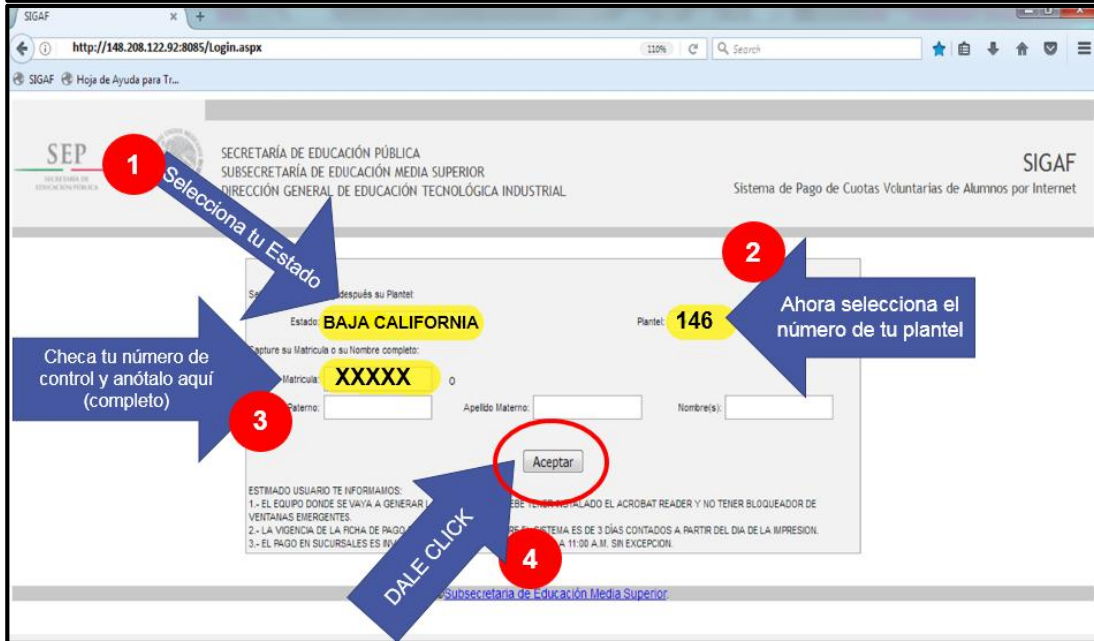 SIGAF
http://148.208.122.92:8085/Login.aspx
110%
Search
SIGAF Hoja de Ayuda para Tr...
SEP
SECRETARÍA DE
EDUCACIÓN PÚBLICA
SECRETARÍA DE EDUCACIÓN PÚBLICA
SUBSECRETARÍA DE EDUCACIÓN MEDIA SUPERIOR
DIRECCIÓN GENERAL DE EDUCACIÓN TECNOLÓGICA INDUSTRIAL
SIGAF
Sistema de Pago de Cuotas Voluntarias de Alumnos por Internet
1
Selecciona tu Estado
2
Ahora selecciona el
número de tu plantel
después su Plantel:
Estado: BAJA CALIFORNIA
Plantel: 146
Capture su Matricula o su Nombre completo:
Checa tu número de
control y anótalo aquí
(completo)
3
Matricula: XXXXX o
Paterno:
Apellido Materno:
Nombre(s):
Aceptar
DALE CLICK
4
ESTIMADO USUARIO TE INFORMAMOS:
1.- EL EQUIPO DONDE SE VAYA A GENERAR TENER INSTALADO EL ACROBAT READER Y NO TENER BLOQUEADOR DE
VENTANAS EMERGENTES.
2.- LA VIGENCIA DE LA FICHA DE PAGO SISTEMA ES DE 3 DÍAS CONTADOS A PARTIR DEL DIA DE LA IMPRESION.
3.- EL PAGO EN SUCURSALES ES A 11:00 A.M. SIN EXCEPCION.
Subsecretaria de Educación Media Superior.